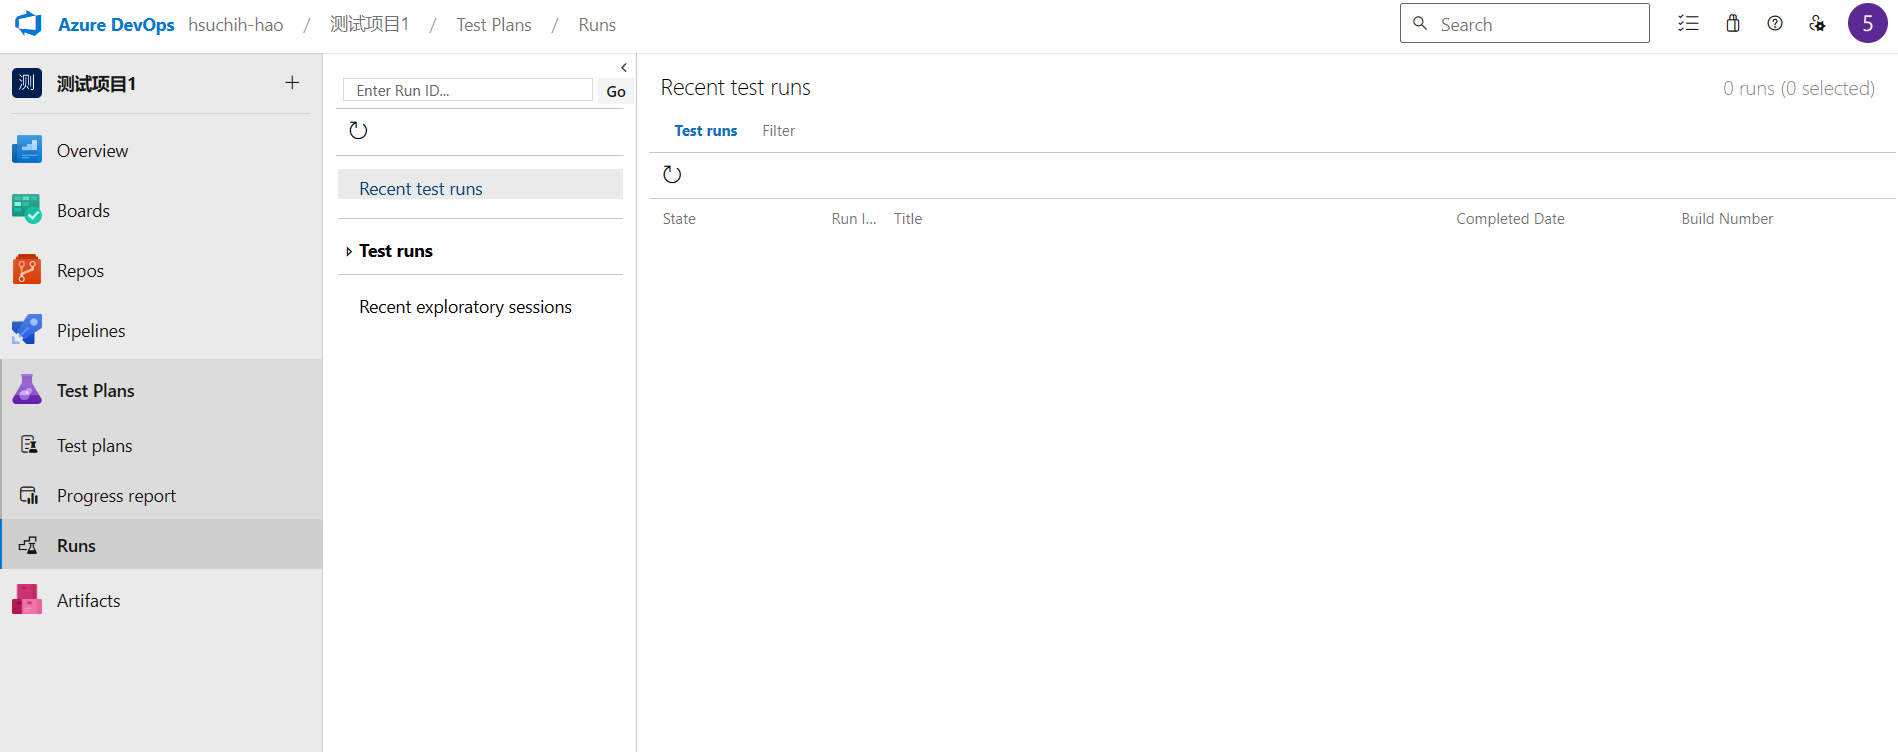 Azure DevOps hsuchih-hao / 测试项目1 / Test Plans / Runs
Search
5
测 测试项目1
Overview
Boards
Repos
Pipelines
Test Plans
Test plans
Progress report
Runs
Artifacts
Enter Run ID...
Go
Recent test runs
Test runs
Recent exploratory sessions
Recent test runs
0 runs (0 selected)
Test runs Filter
State Run I... Title Completed Date Build Number